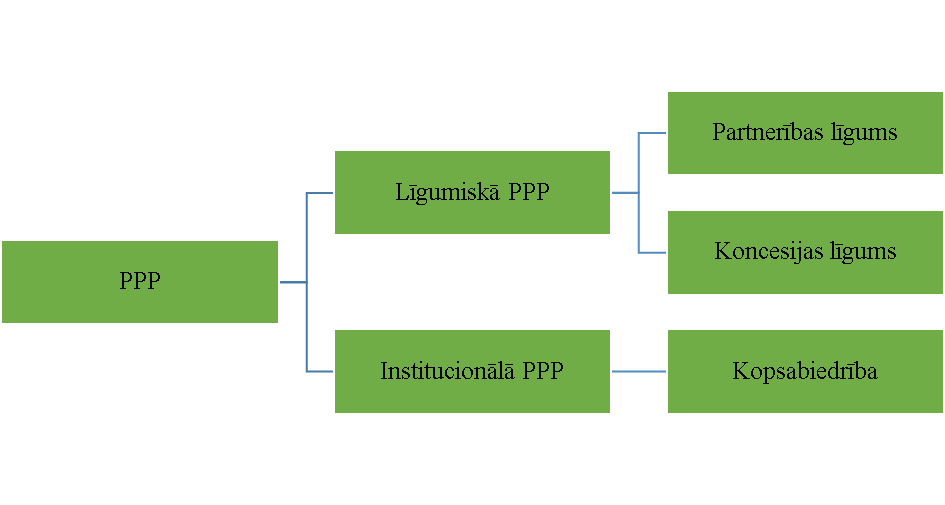 PPP
Līgumiskā PPP
Partnerības līgums
Koncesijas līgums
Institucionālā PPP
Kopsabiedrība